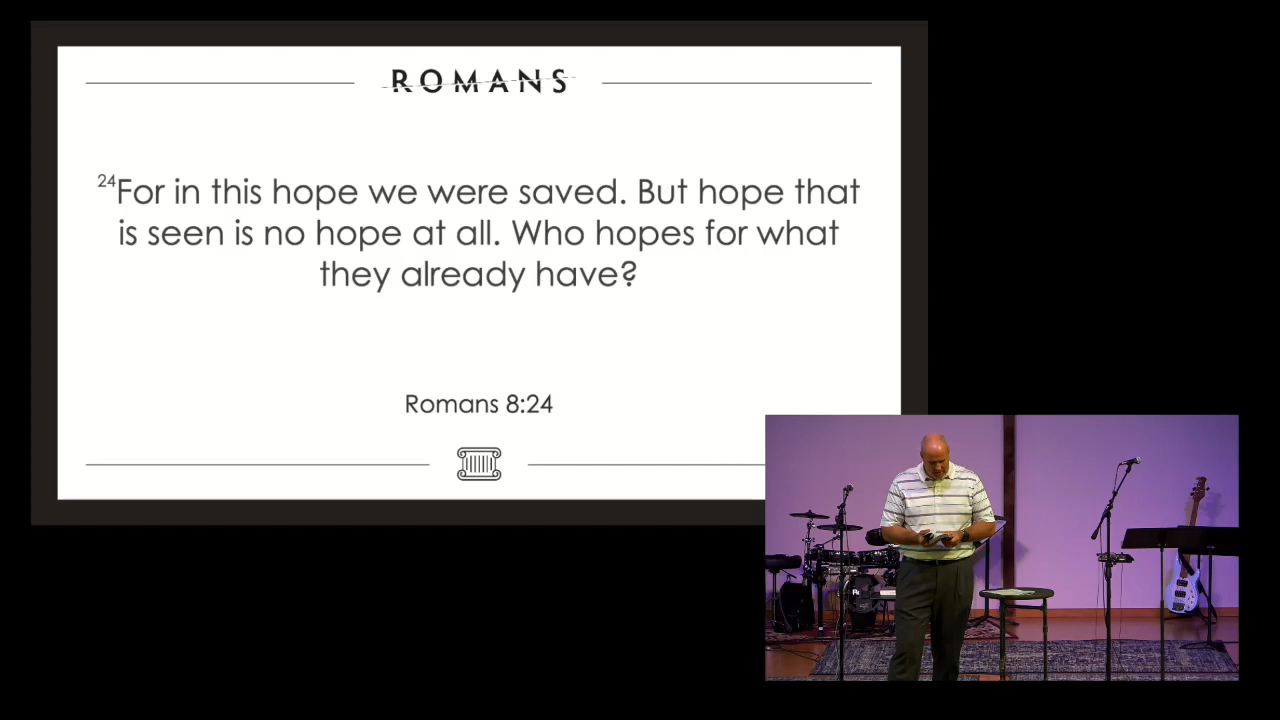 ROMANS
24For in this hope we were saved. But hope that
is seen is no hope at all. Who hopes for what
they already have?
Romans 8:24